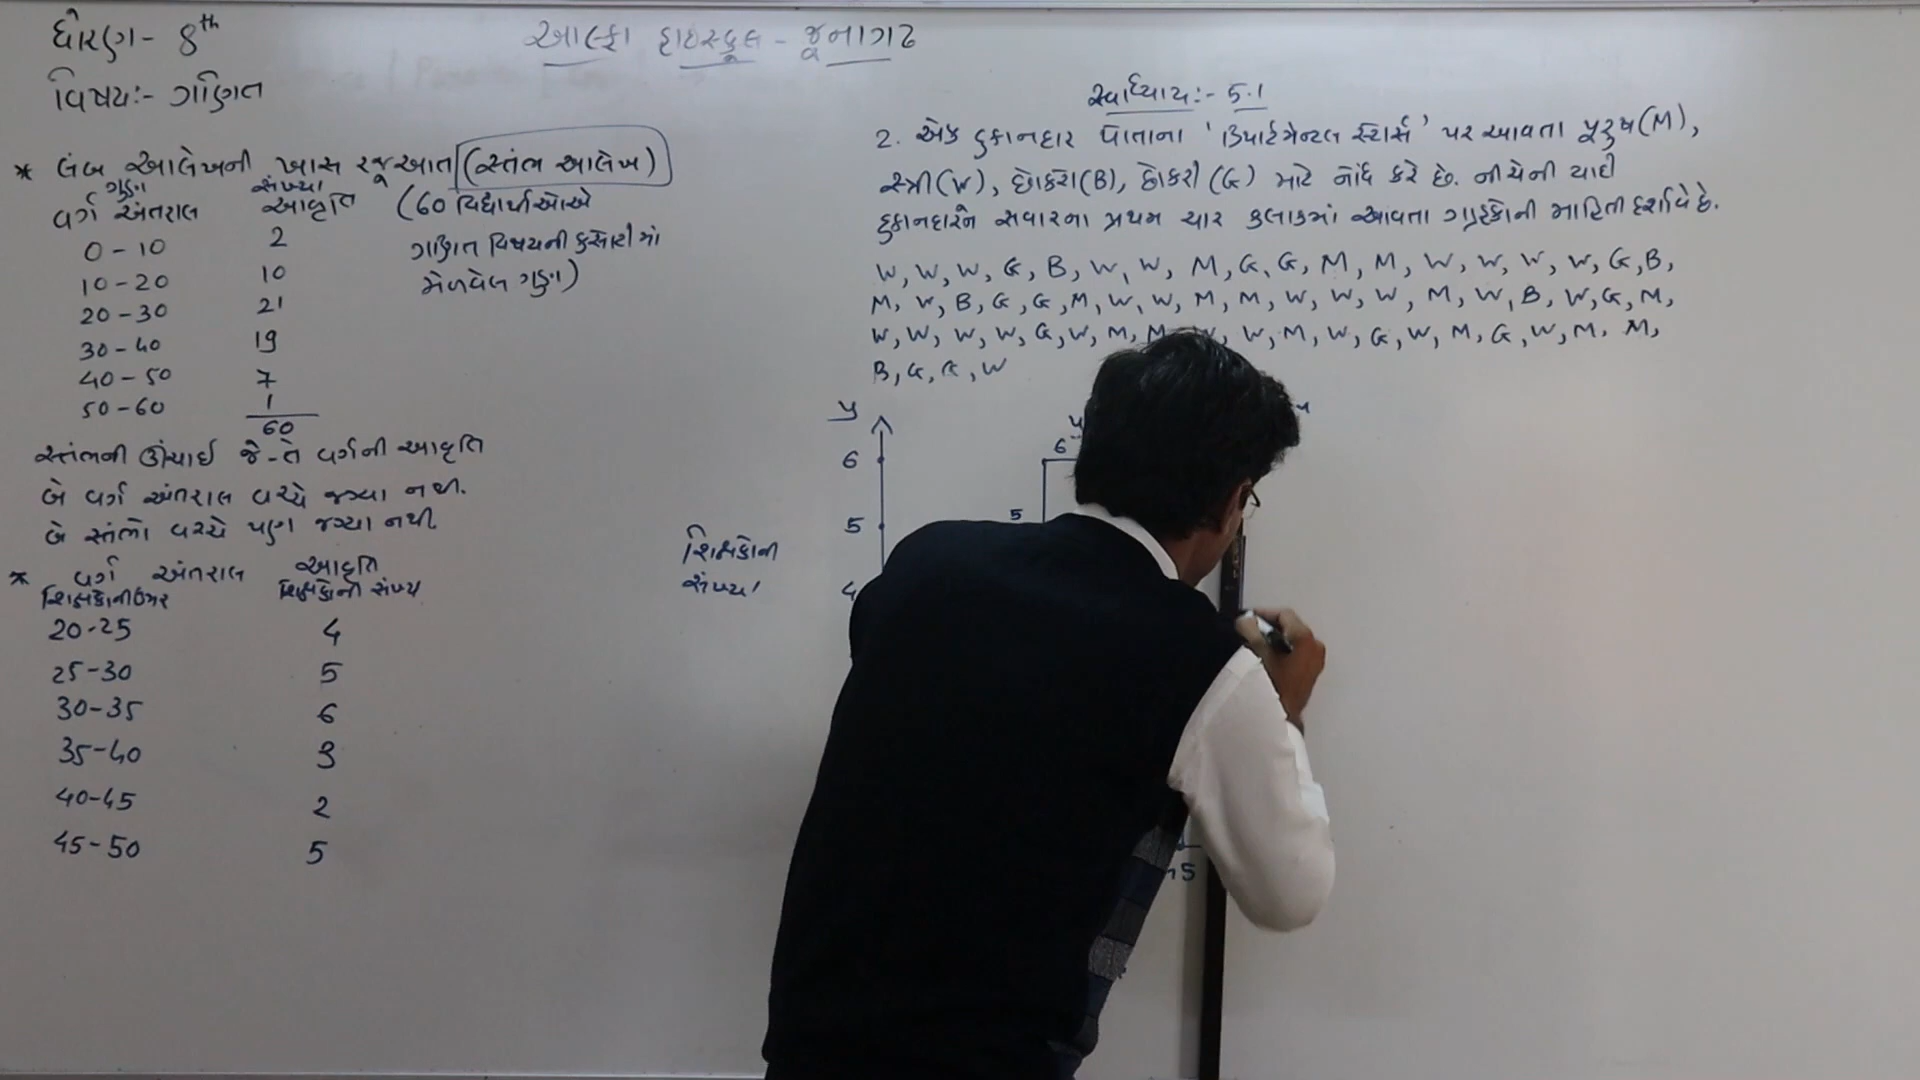 ધોરણ - 8th
વિષય:- ગણિત
આલ્ફા હાઇસ્કૂલ - જૂનાગઢ
* લંબ આલેખની ખાસ રજૂઆત (સ્તંભ આલેખ)
ગુણ સંખ્યા
વર્ગ અંતરાલ આવૃત્તિ (60 વિદ્યાર્થીઓએ
0-10 2 ગણિત વિષયની કસોટીમાં
10-20 10 મેળવેલ ગુણ)
20-30 21
30-40 19
40-50 7
50-60 1
60
સ્તંભની ઊંચાઈ જે-તે વર્ગની આવૃત્તિ
બે વર્ગ અંતરાલ વચ્ચે જગ્યા નથી.
બે સ્તંભો વચ્ચે પણ જગ્યા નથી.
* વર્ગ અંતરાલ આવૃતિ
શિક્ષકોની ઉંમર શિક્ષકોની સંખ્યા
20-25 4
25-30 5
30-35 6
35-40 3
40-45 2
45-50 5
સ્વાધ્યાય:- 5.1
2. એક દુકાનદાર પોતાના 'ડિપાર્ટમેન્ટલ સ્ટોર્સ' પર આવતા પુરુષ(M),
સ્ત્રી(W), છોકરો(B), છોકરી(G) માટે નોંધ કરે છે. નીચેની યાદી
દુકાનદારને સવારના પ્રથમ ચાર કલાકમાં આવતા ગ્રાહકોની માહિતી દર્શાવે છે.
W, W, W, G, B, W, W, M, G, G, M, M, W, W, W, W, G, B,
M, W, B, G, G, M, W, W, M, M, W, W, W, M, W, B, W, G, M,
W, W, W, W, G, W, M, M, W, W, M, W, G, W, M, G, W, M, M,
B, G, G, W
y
6 6
5 5
શિક્ષકોની
સંખ્યા 4